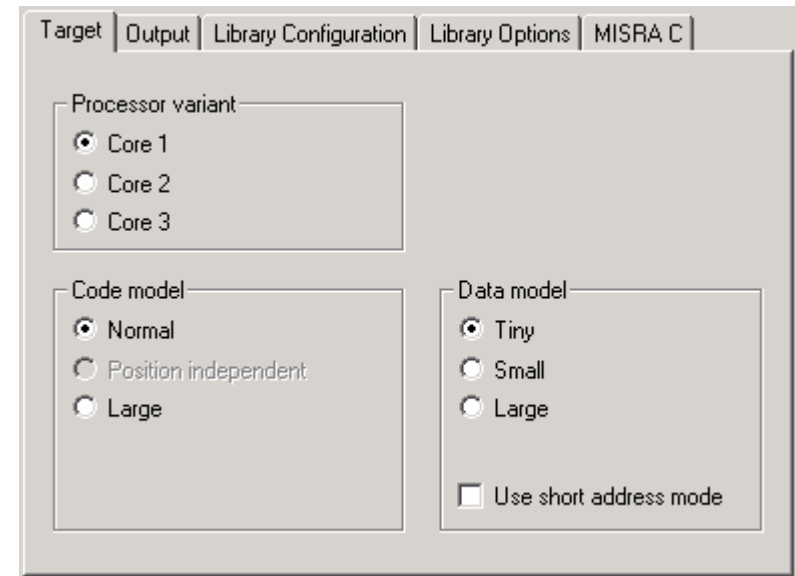 Target Output Library Configuration Library Options MISRA C
Processor variant
Core 1
Core 2
Core 3
Code model
Normal
Position independent
Large
Data model
Tiny
Small
Large
Use short address mode